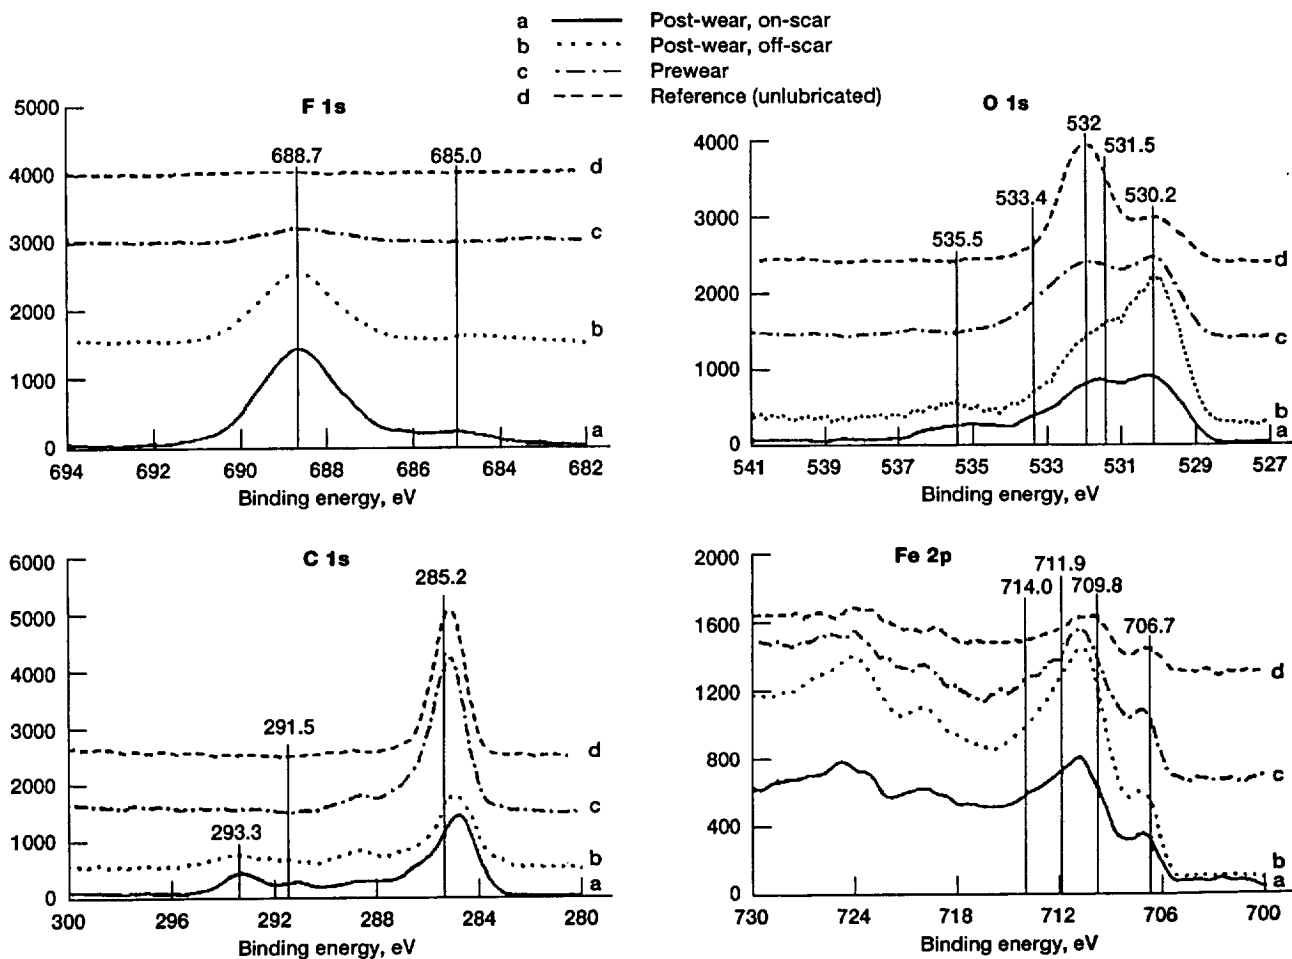 a Post-wear, on-scar
b Post-wear, off-scar
c Prewear
d Reference (unlubricated)
F 1s
5000
4000
3000
2000
1000
0
688.7 685.0
d
c
b
a
694 692 690 688 686 684 682
Binding energy, eV
O 1s
4000
3000
2000
1000
0
532
531.5
533.4 530.2
535.5
d
c
b
a
541 539 537 535 533 531 529 527
Binding energy, eV
C 1s
6000
5000
4000
3000
2000
1000
0
285.2
291.5
293.3
d
c
b
a
300 296 292 288 284 280
Binding energy, eV
Fe 2p
2000
1600
1200
800
400
0
711.9
714.0 709.8
706.7
d
c
b
a
730 724 718 712 706 700
Binding energy, eV